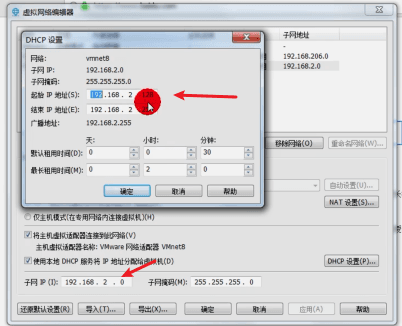 虚拟网络编辑器
子网地址
-
192.168.206.0
192.168.2.0
DHCP 设置
网络: vmnet8
子网 IP: 192.168.2.0
子网掩码: 255.255.255.0
起始 IP 地址(S): 192 .168 . 2
结束 IP 地址(E): 192 .168 . 2
广播地址: 192.168.2.255
天: 小时: 分钟:
默认租用时间(D): 0 0 30
最长租用时间(M): 0 2 0
确定 取消 帮助
移除网络(O) 重命名网络(W)...
自动设置(U)...
NAT 设置(S)...
仅主机模式(在专用网络内连接虚拟机)(H)
将主机虚拟适配器连接到此网络(V)
主机虚拟适配器名称: VMware 网络适配器 VMnet8
使用本地 DHCP 服务将 IP 地址分配给虚拟机(D) DHCP 设置(P)...
子网 IP (I): 192 .168 . 2 . 0 子网掩码(M): 255 .255 .255 . 0
还原默认设置(R) 导入(T)... 导出(X)... 确定 取消 应用(A) 帮助